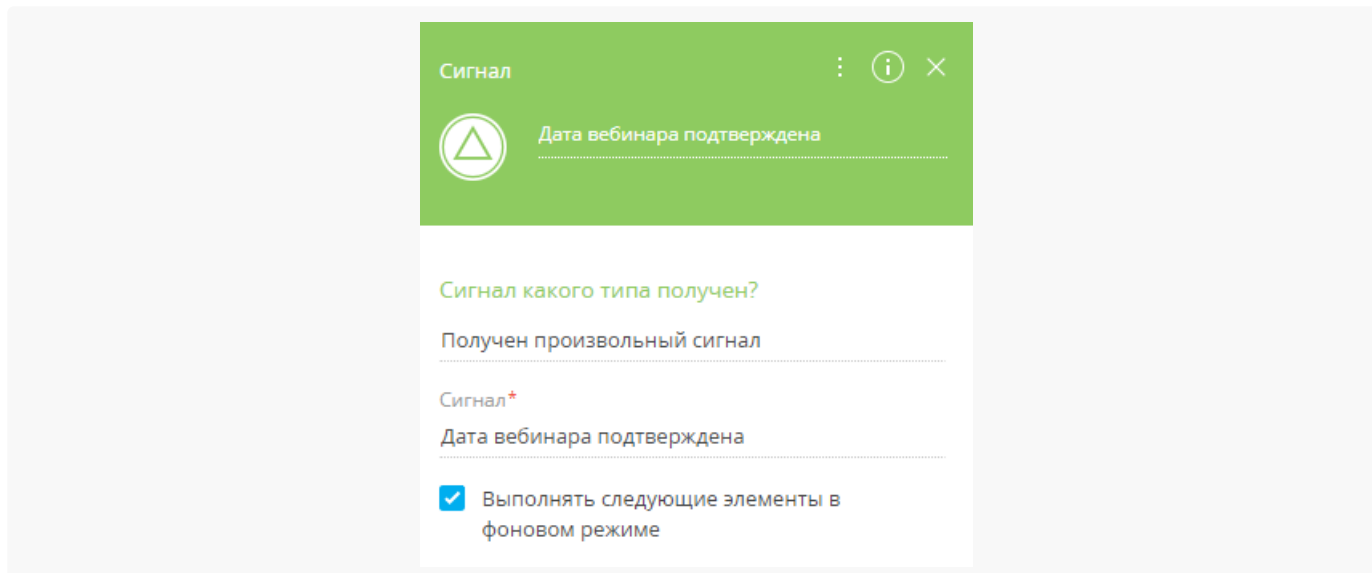 Сигнал
Дата вебинара подтверждена
Сигнал какого типа получен?
Получен произвольный сигнал
Сигнал*
Дата вебинара подтверждена
Выполнять следующие элементы в
фоновом режиме